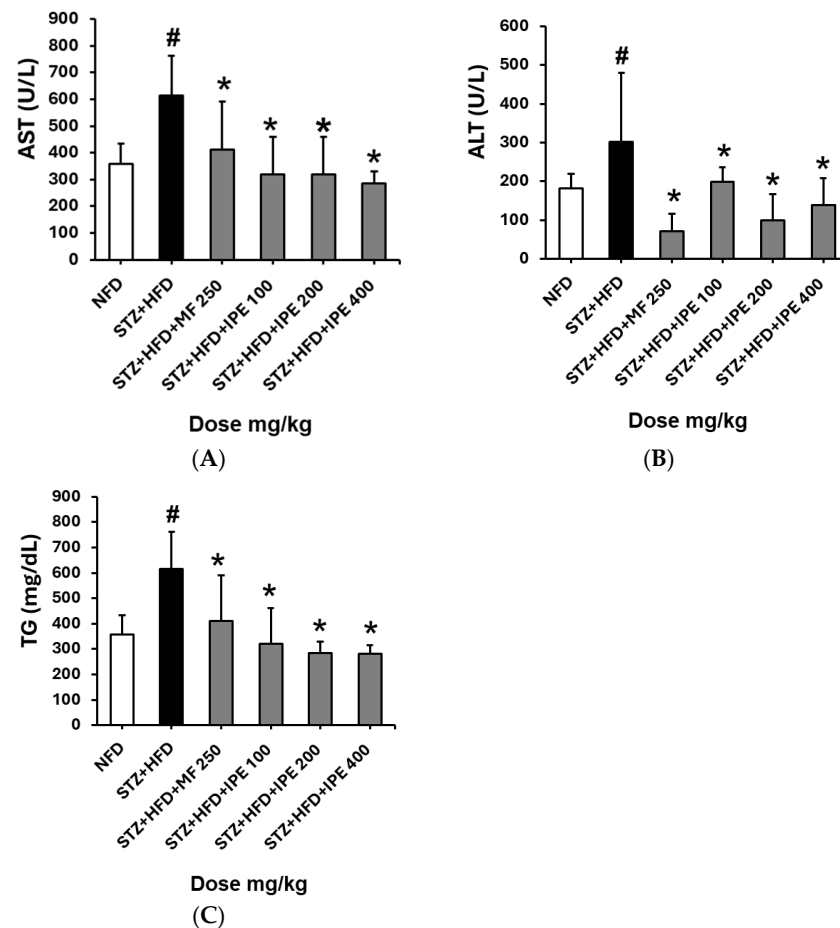 900
800
700
600
500
400
300
200
100
0
AST (U/L)
#
*
*
*
*
NFD
STZ+HFD
STZ+HFD+MF 250
STZ+HFD+IPE 100
STZ+HFD+IPE 200
STZ+HFD+IPE 400
Dose mg/kg
(A)
600
500
400
300
200
100
0
ALT (U/L)
#
*
*
*
*
NFD
STZ+HFD
STZ+HFD+MF 250
STZ+HFD+IPE 100
STZ+HFD+IPE 200
STZ+HFD+IPE 400
Dose mg/kg
(B)
900
800
700
600
500
400
300
200
100
0
TG (mg/dL)
#
*
*
*
*
NFD
STZ+HFD
STZ+HFD+MF 250
STZ+HFD+IPE 100
STZ+HFD+IPE 200
STZ+HFD+IPE 400
Dose mg/kg
(C)